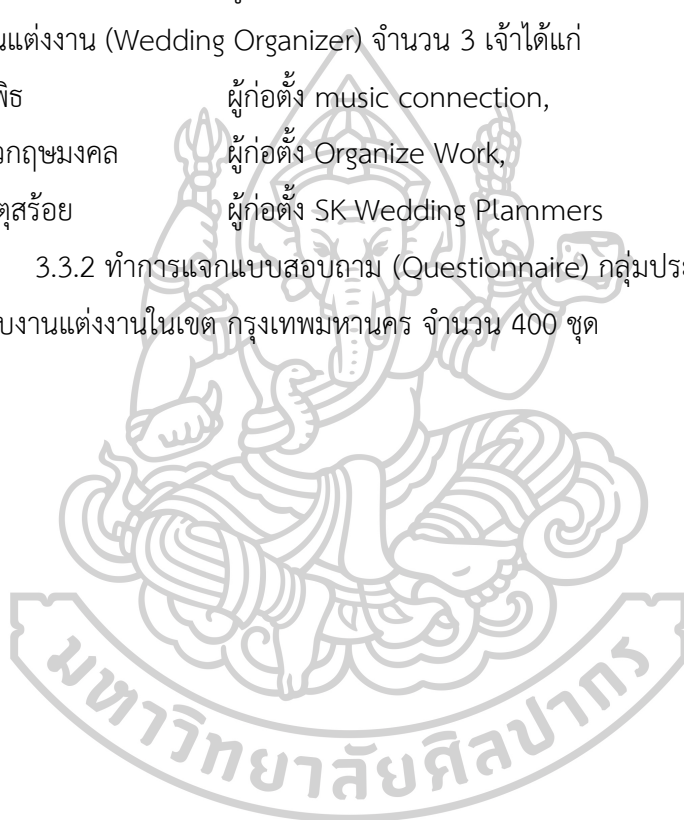 นแต่งงาน (Wedding Organizer) จำนวน 3 เจ้าได้แก่
พิธ ผู้ก่อตั้ง music connection,
วกฤษมงคล ผู้ก่อตั้ง Organize Work,
ตุสร้อย ผู้ก่อตั้ง SK Wedding Plammers
3.3.2 ทำการแจกแบบสอบถาม (Questionnaire) กลุ่มประ
บงานแต่งงานในเขต กรุงเทพมหานคร จำนวน 400 ชุด
มหาวิทยาลัยศิลปากร